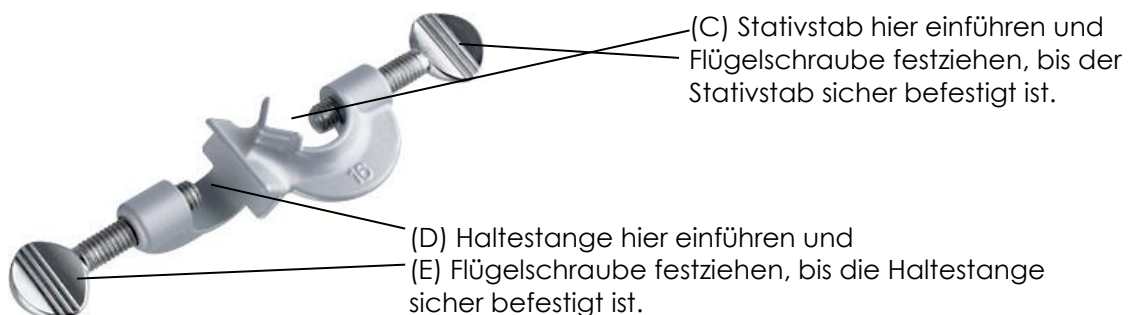 (C) Stativstab hier einführen und
Flügelschraube festziehen, bis der
Stativstab sicher befestigt ist.
16
(D) Haltestange hier einführen und
(E) Flügelschraube festziehen, bis die Haltestange
sicher befestigt ist.